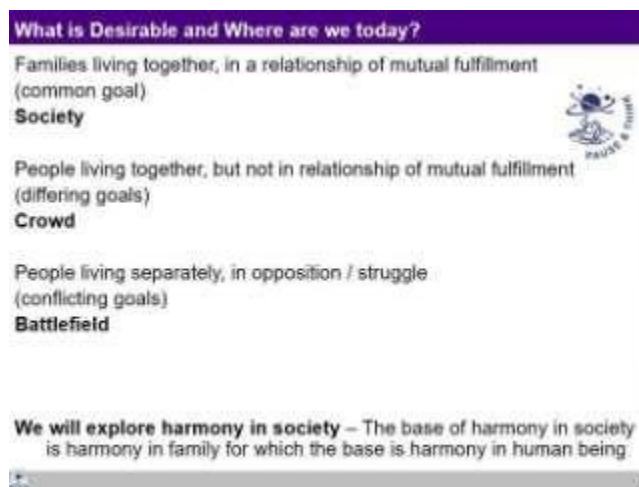 What is Desirable and Where are we today?
Families living together, in a relationship of mutual fulfillment
(common goal)
Society
PAUSE & THINK
People living together, but not in relationship of mutual fulfillment
(differing goals)
Crowd
People living separately, in opposition / struggle
(conflicting goals)
Battlefield
We will explore harmony in society – The base of harmony in society
is harmony in family for which the base is harmony in human being